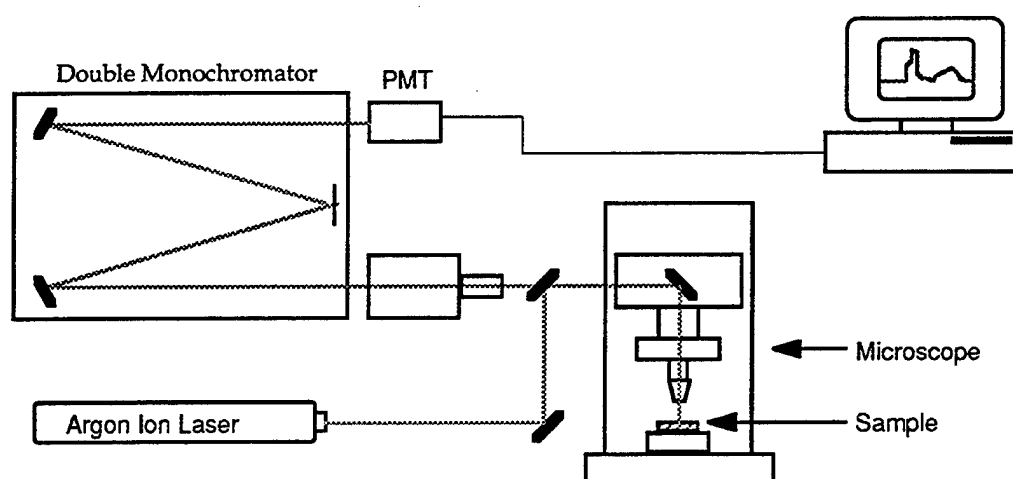 Double Monochromator
PMT
Microscope
Argon Ion Laser
Sample